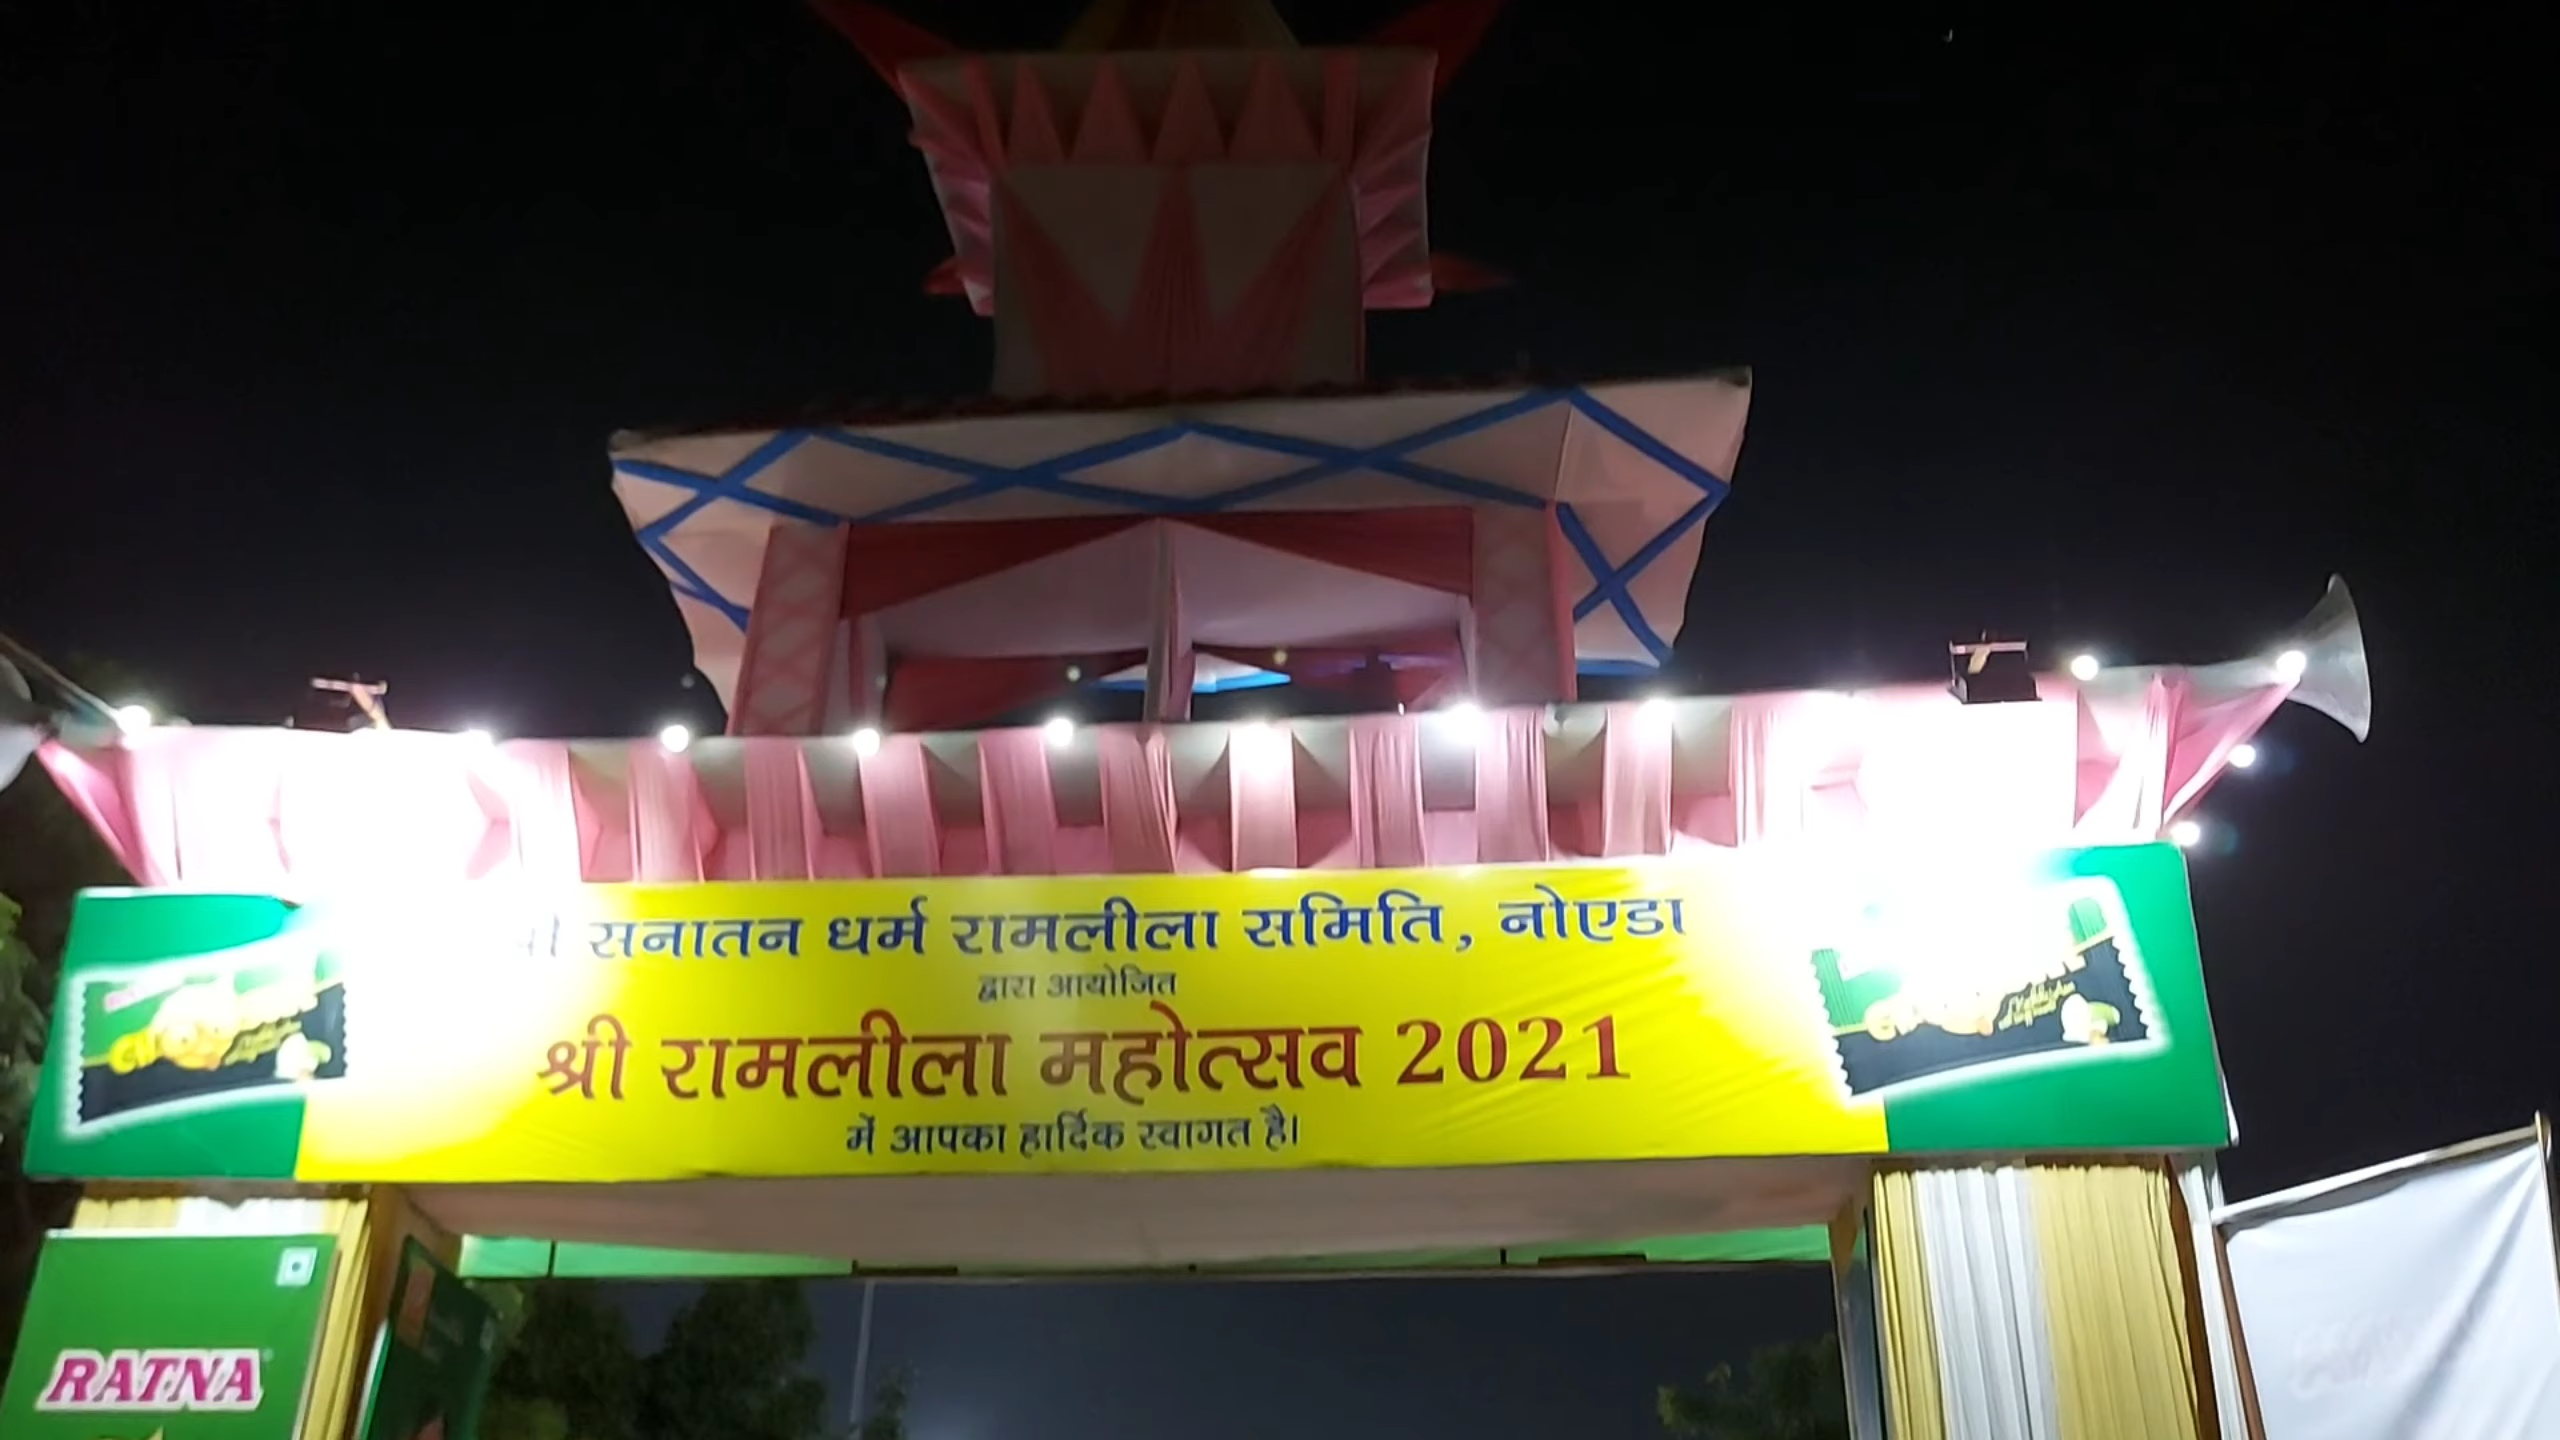 सनातन धर्म रामलीला समिति, नोएडा
द्वारा आयोजित
श्री रामलीला महोत्सव 2021
में आपका हार्दिक स्वागत है।
RATNA